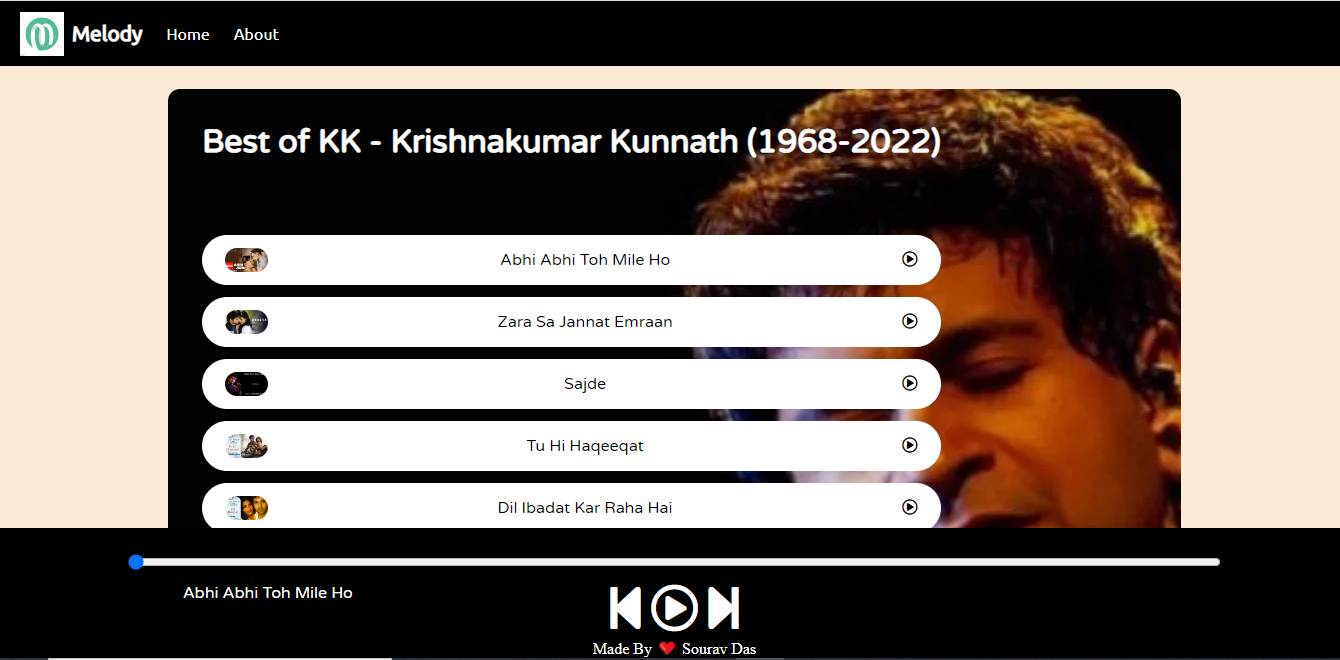 Melody Home About
Best of KK - Krishnakumar Kunnath (1968-2022)
Abhi Abhi Toh Mile Ho
Zara Sa Jannat Emraan
Sajde
Tu Hi Haqeeqat
Dil Ibadat Kar Raha Hai
Abhi Abhi Toh Mile Ho
Made By ❤️ Sourav Das